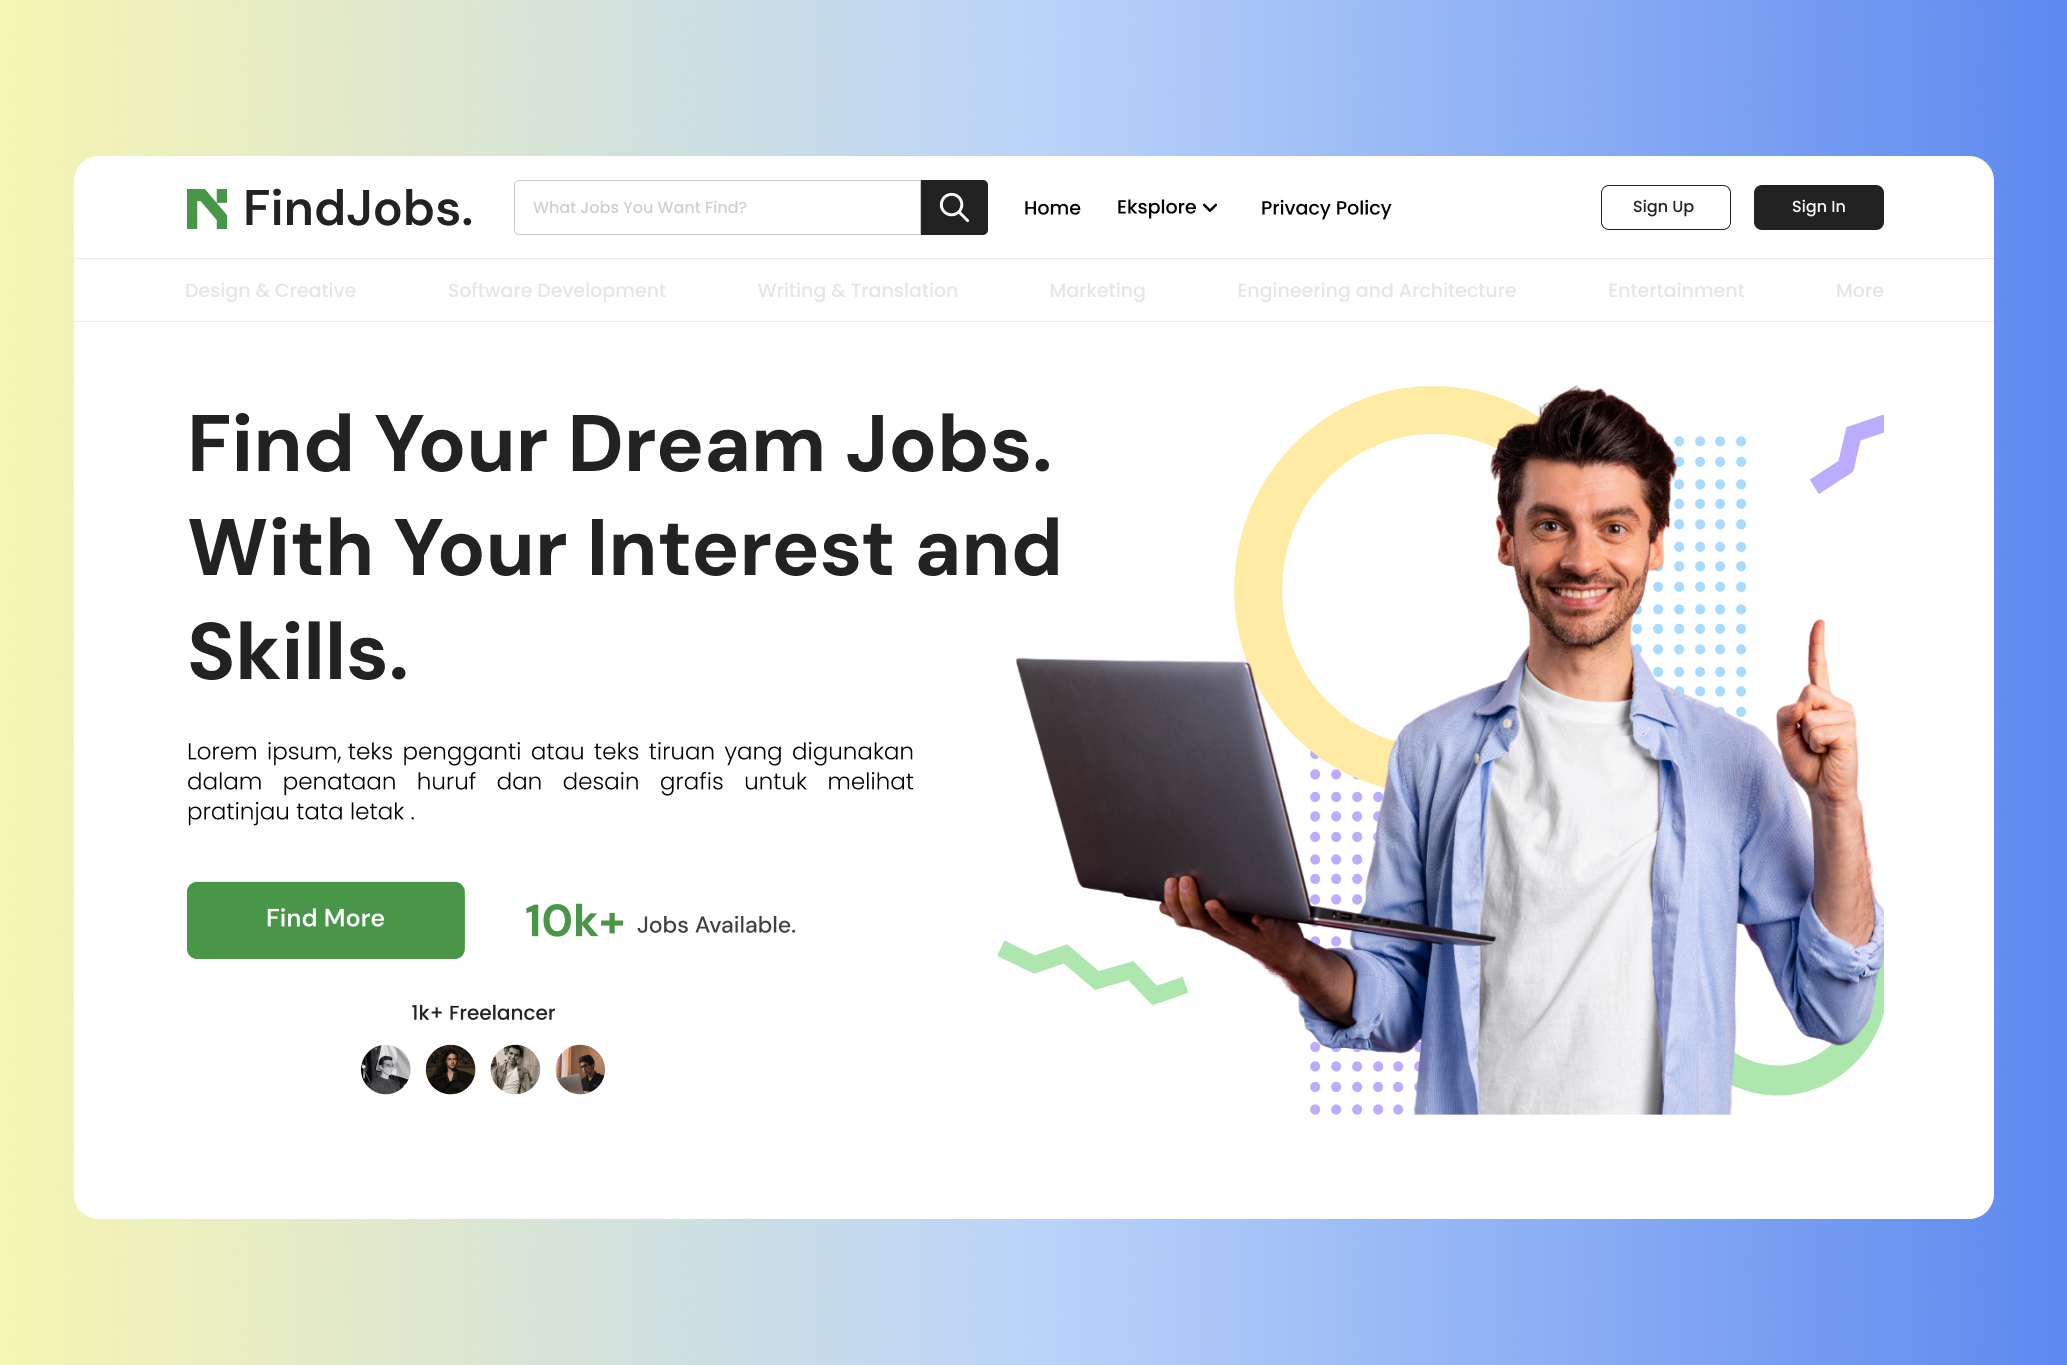 FindJobs.
What Jobs You Want Find?
Home
Eksplore
Privacy Policy
Sign Up
Sign In
Design & Creative
Software Development
Writing & Translation
Marketing
Engineering and Architecture
Entertainment
More
Find Your Dream Jobs.
With Your Interest and
Skills.
Lorem ipsum, teks pengganti atau teks tiruan yang digunakan
dalam penataan huruf dan desain grafis untuk melihat
pratinjau tata letak .
Find More
10k+ Jobs Available.
1k+ Freelancer